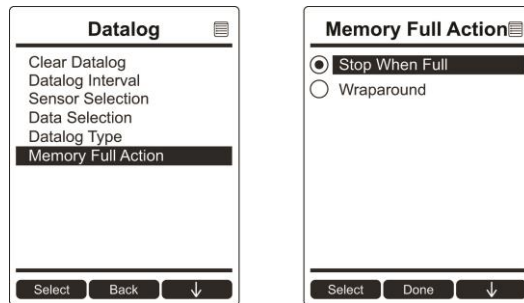 Datalog
Clear Datalog
Datalog Interval
Sensor Selection
Data Selection
Datalog Type
Memory Full Action
Select Back ↓
Memory Full Action
Stop When Full
Wraparound
Select Done ↓